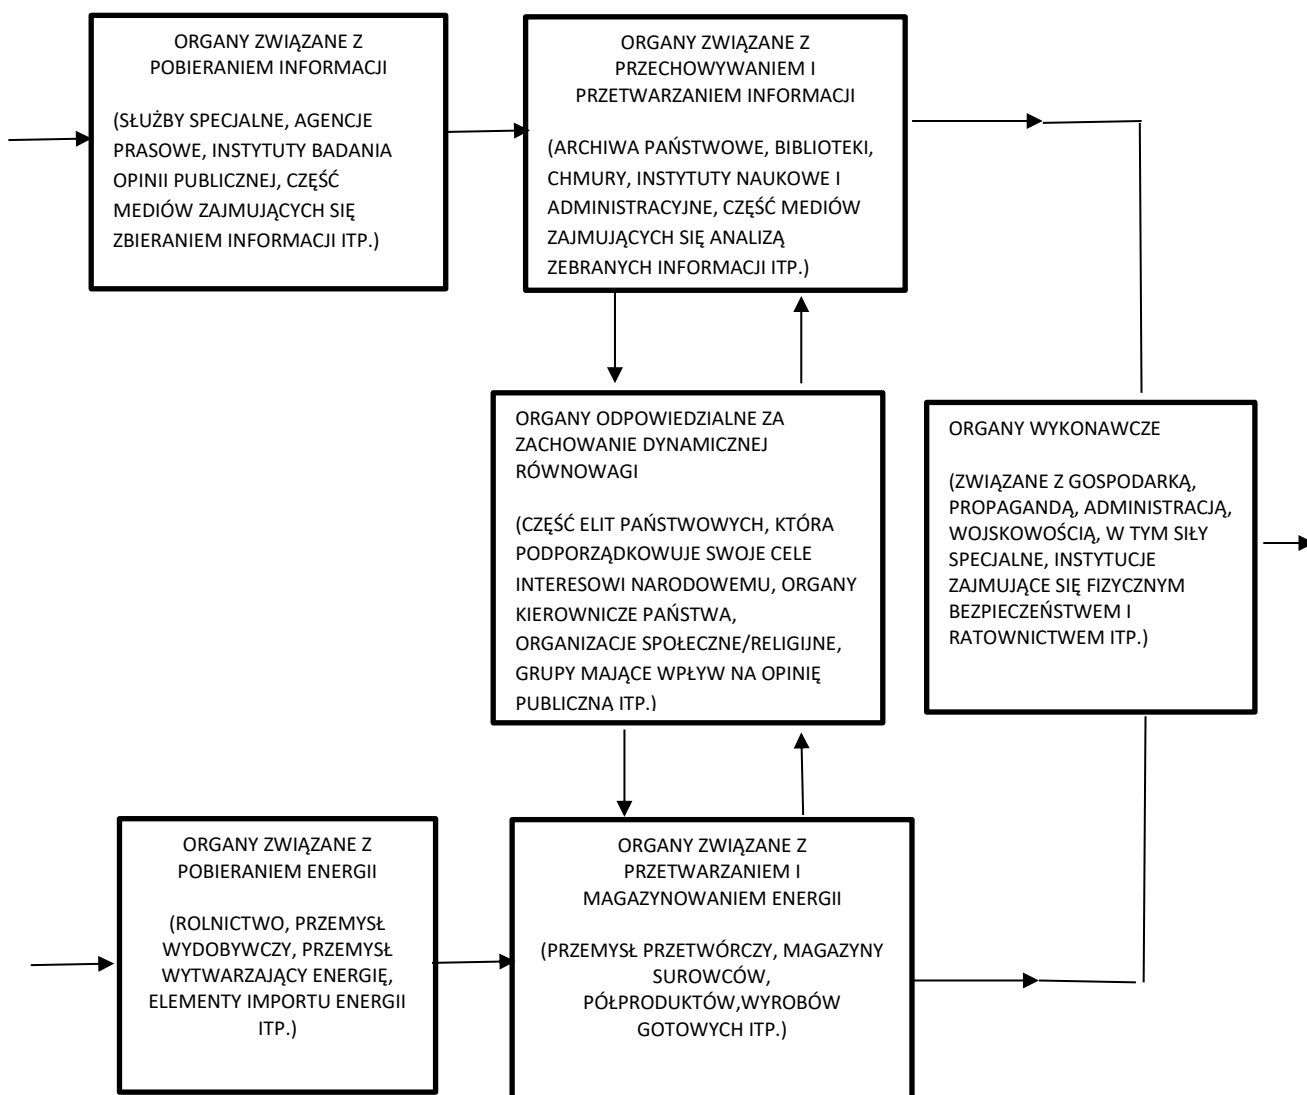 ORGANY ZWIĄZANE Z
POBIERANIEM INFORMACJI
(SŁUŻBY SPECJALNE, AGENCJE
PRASOWE, INSTYTUTY BADANIA
OPINII PUBLICZNEJ, CZĘŚĆ
MEDIÓW ZAJMUJĄCYCH SIĘ
ZBIERANIEM INFORMACJI ITP.)
ORGANY ZWIĄZANE Z
PRZECHOWYWANIEM I
PRZETWARZANIEM INFORMACJI
(ARCHIWA PAŃSTWOWE, BIBLIOTEKI,
CHMURY, INSTYTUTY NAUKOWE I
ADMINISTRACYJNE, CZĘŚĆ MEDIÓW
ZAJMUJĄCYCH SIĘ ANALIZĄ
ZEBRANYCH INFORMACJI ITP.)
ORGANY ODPOWIEDZIALNE ZA
ZACHOWANIE DYNAMICZNEJ
RÓWNOWAGI
(CZĘŚĆ ELIT PAŃSTWOWYCH, KTÓRA
PODPORZĄDKOWUJE SWOJE CELE
INTERESOWI NARODOWEMU, ORGANY
KIEROWNICZE PAŃSTWA,
ORGANIZACJE SPOŁECZNE/RELIGIJNE,
GRUPY MAJĄCE WPŁYW NA OPINIĘ
PUBLICZNĄ ITP.)
ORGANY WYKONAWCZE
(ZWIĄZANE Z GOSPODARKĄ,
PROPAGANDĄ, ADMINISTRACJĄ,
WOJSKOWOŚCIĄ, W TYM SIŁY
SPECJALNE, INSTYTUCJE
ZAJMUJĄCE SIĘ FIZYCZNYM
BEZPIECZEŃSTWEM I
RATOWNICTWEM ITP.)
ORGANY ZWIĄZANE Z
POBIERANIEM ENERGII
(ROLNICTWO, PRZEMYSŁ
WYDOBYWCZY, PRZEMYSŁ
WYTWARZAJĄCY ENERGIĘ,
ELEMENTY IMPORTU ENERGII
ITP.)
ORGANY ZWIĄZANE Z
PRZETWARZANIEM I
MAGAZYNOWANIEM ENERGII
(PRZEMYSŁ PRZETWÓRCZY, MAGAZYNY
SUROWCÓW,
PÓŁPRODUKTÓW,WYROBÓW
GOTOWYCH ITP.)